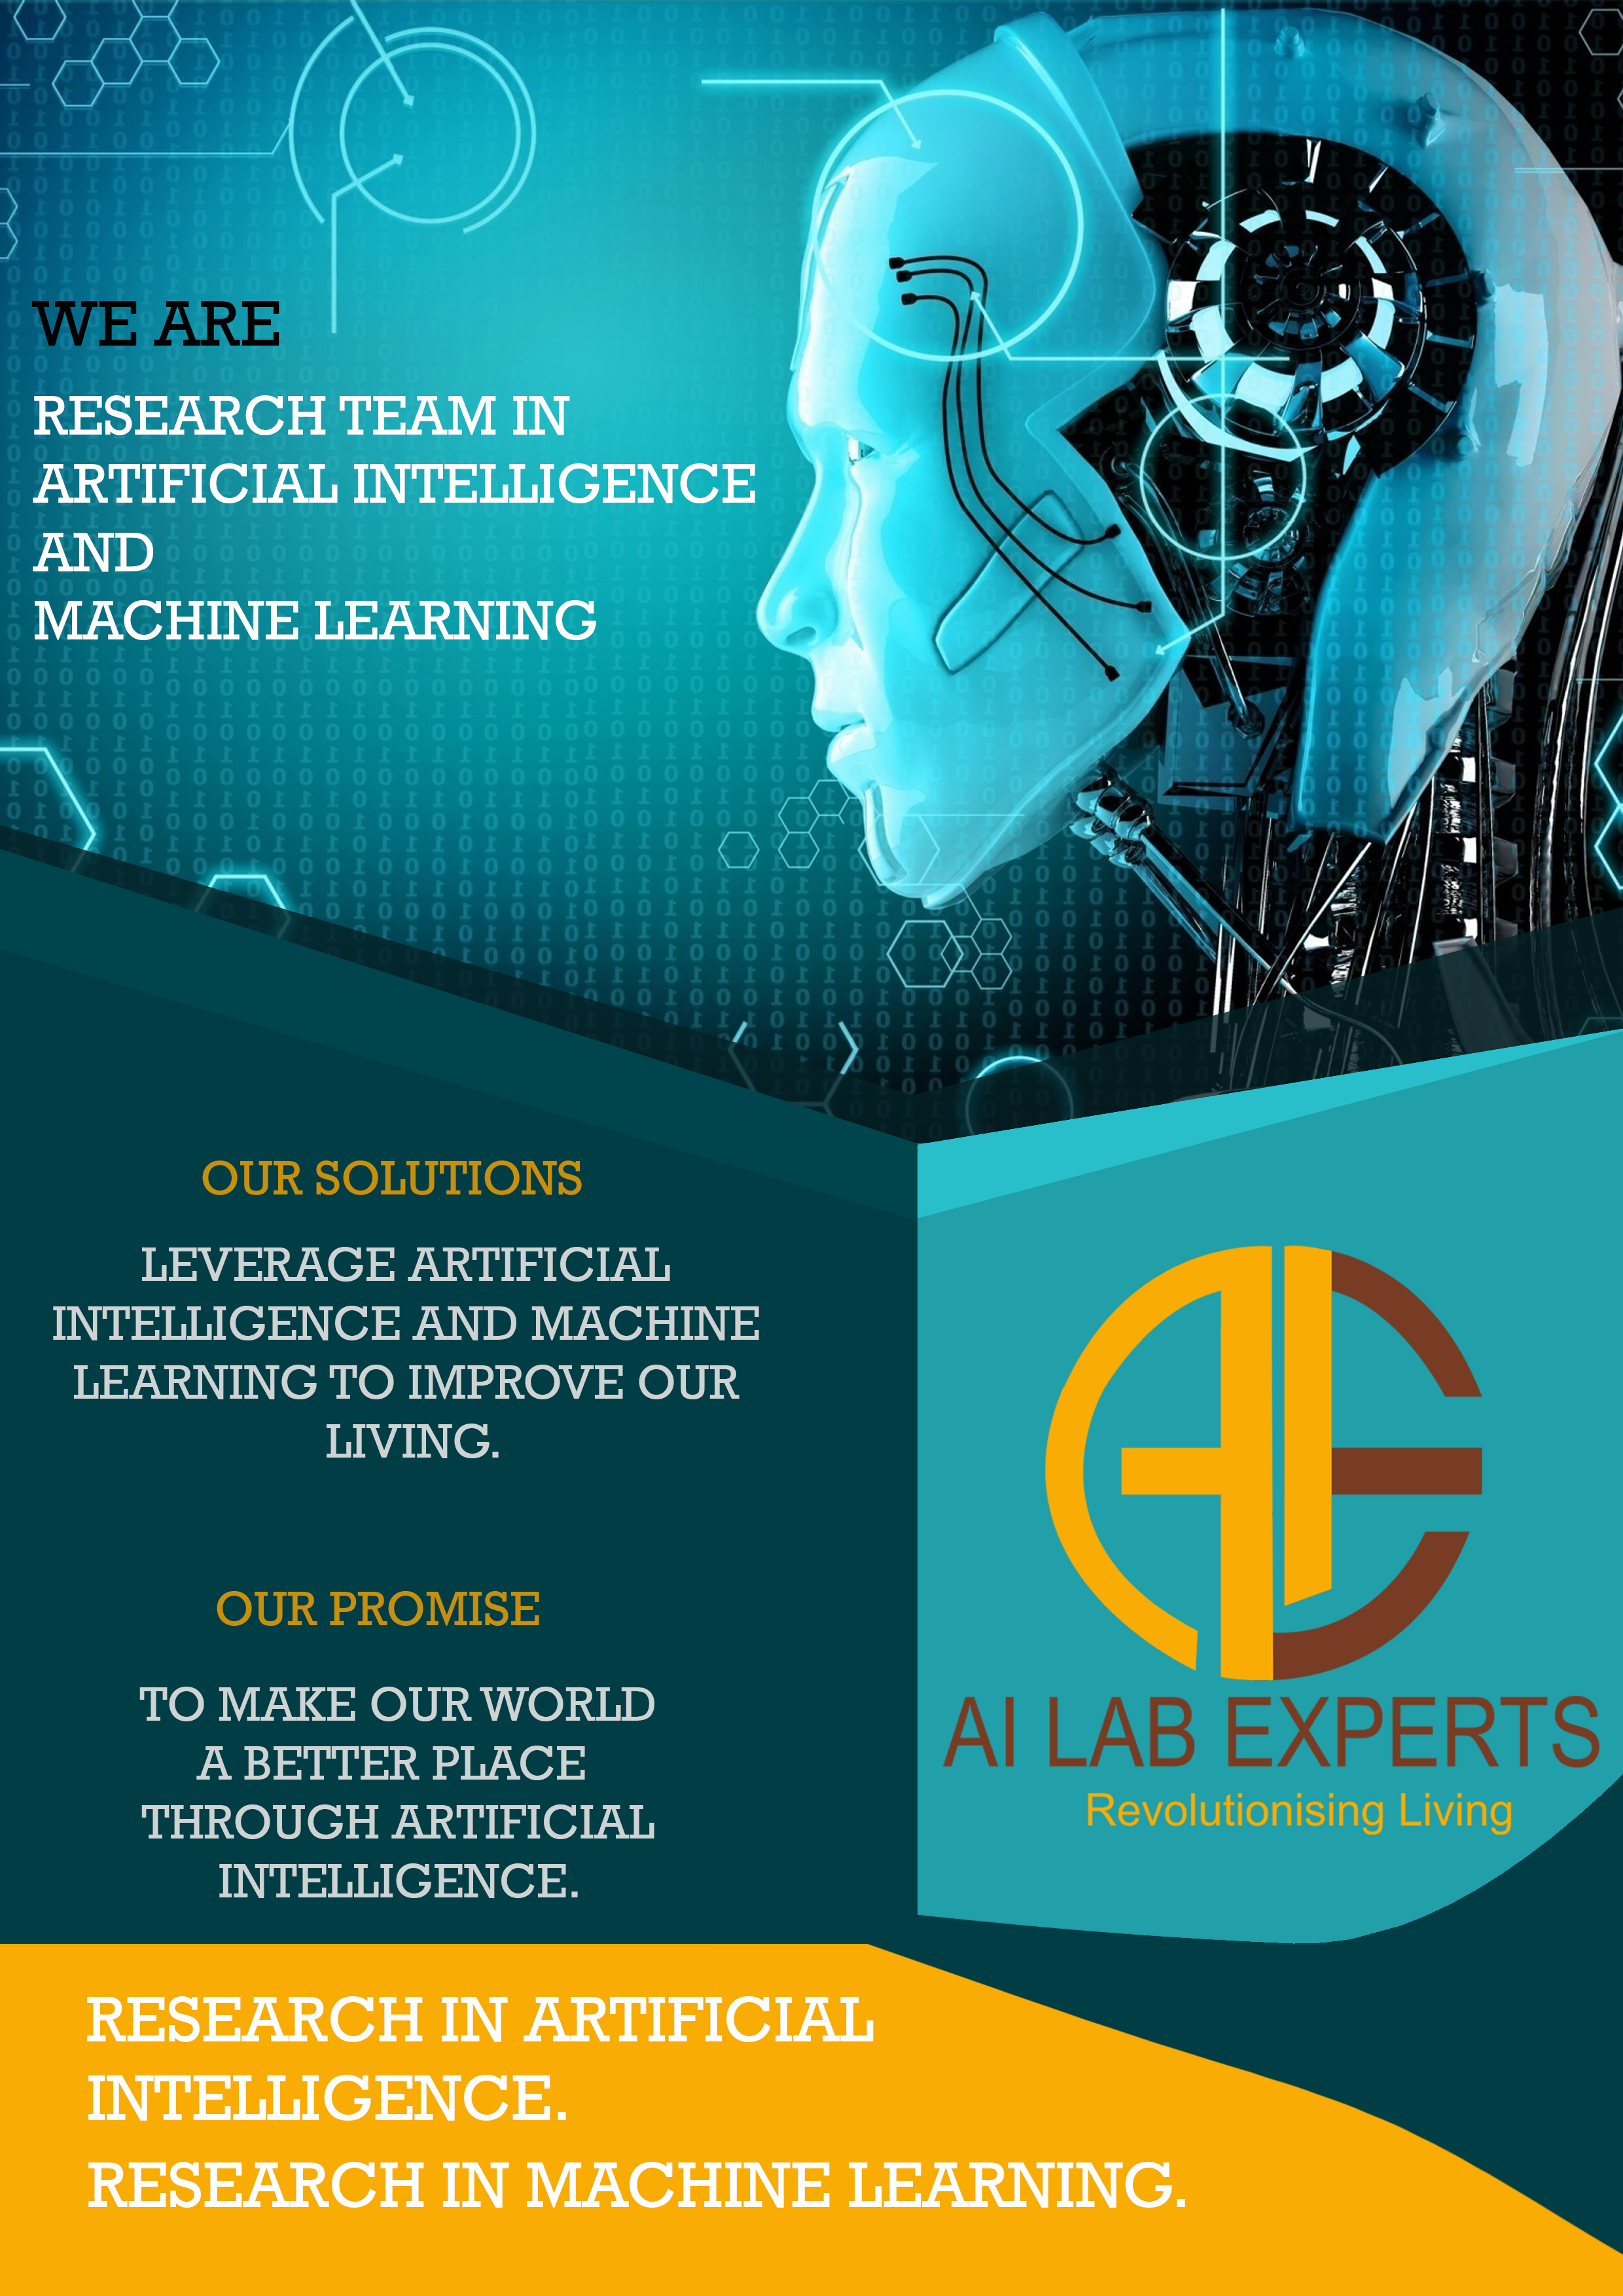 WE ARE
RESEARCH TEAM IN
ARTIFICIAL INTELLIGENCE
AND
MACHINE LEARNING
OUR SOLUTIONS
LEVERAGE ARTIFICIAL
INTELLIGENCE AND MACHINE
LEARNING TO IMPROVE OUR
LIVING.
OUR PROMISE
TO MAKE OUR WORLD
A BETTER PLACE
THROUGH ARTIFICIAL
INTELLIGENCE.
AI LAB EXPERTS
Revolutionising Living
RESEARCH IN ARTIFICIAL
INTELLIGENCE.
RESEARCH IN MACHINE LEARNING.